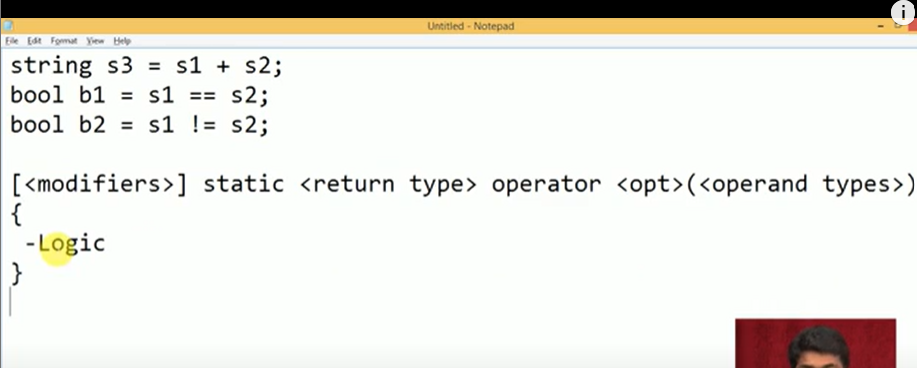 Untitled - Notepad
File Edit Format View Help
string s3 = s1 + s2;
bool b1 = s1 == s2;
bool b2 = s1 != s2;
[<modifiers>] static <return type> operator <opt>(<operand types>)
{
-Logic
}